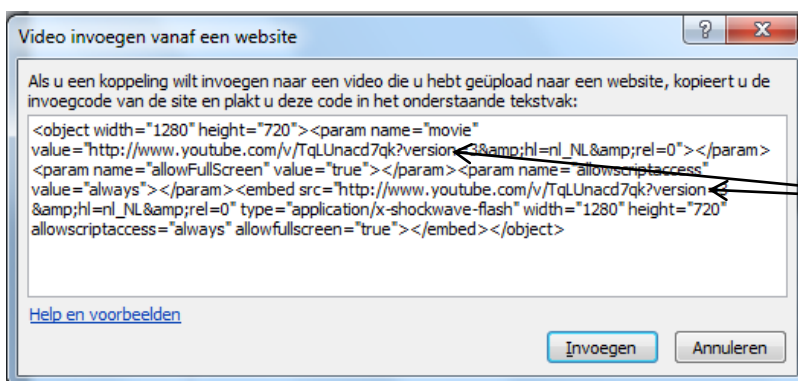 Video invoegen vanaf een website
Als u een koppeling wilt invoegen naar een video die u hebt geüpload naar een website, kopieert u de
invoegcode van de site en plakt u deze code in het onderstaande tekstvak:
<object width="1280" height="720"><param name="movie"
value="http://www.youtube.com/v/TqLUnacd7qk?version=3&amp;hl=nl_NL&amp;rel=0"></param>
<param name="allowFullScreen" value="true"></param><param name="allowscriptaccess"
value="always"></param><embed src="http://www.youtube.com/v/TqLUnacd7qk?version=3
&amp;hl=nl_NL&amp;rel=0" type="application/x-shockwave-flash" width="1280" height="720"
allowscriptaccess="always" allowfullscreen="true"></embed></object>
Help en voorbeelden
Invoegen Annuleren